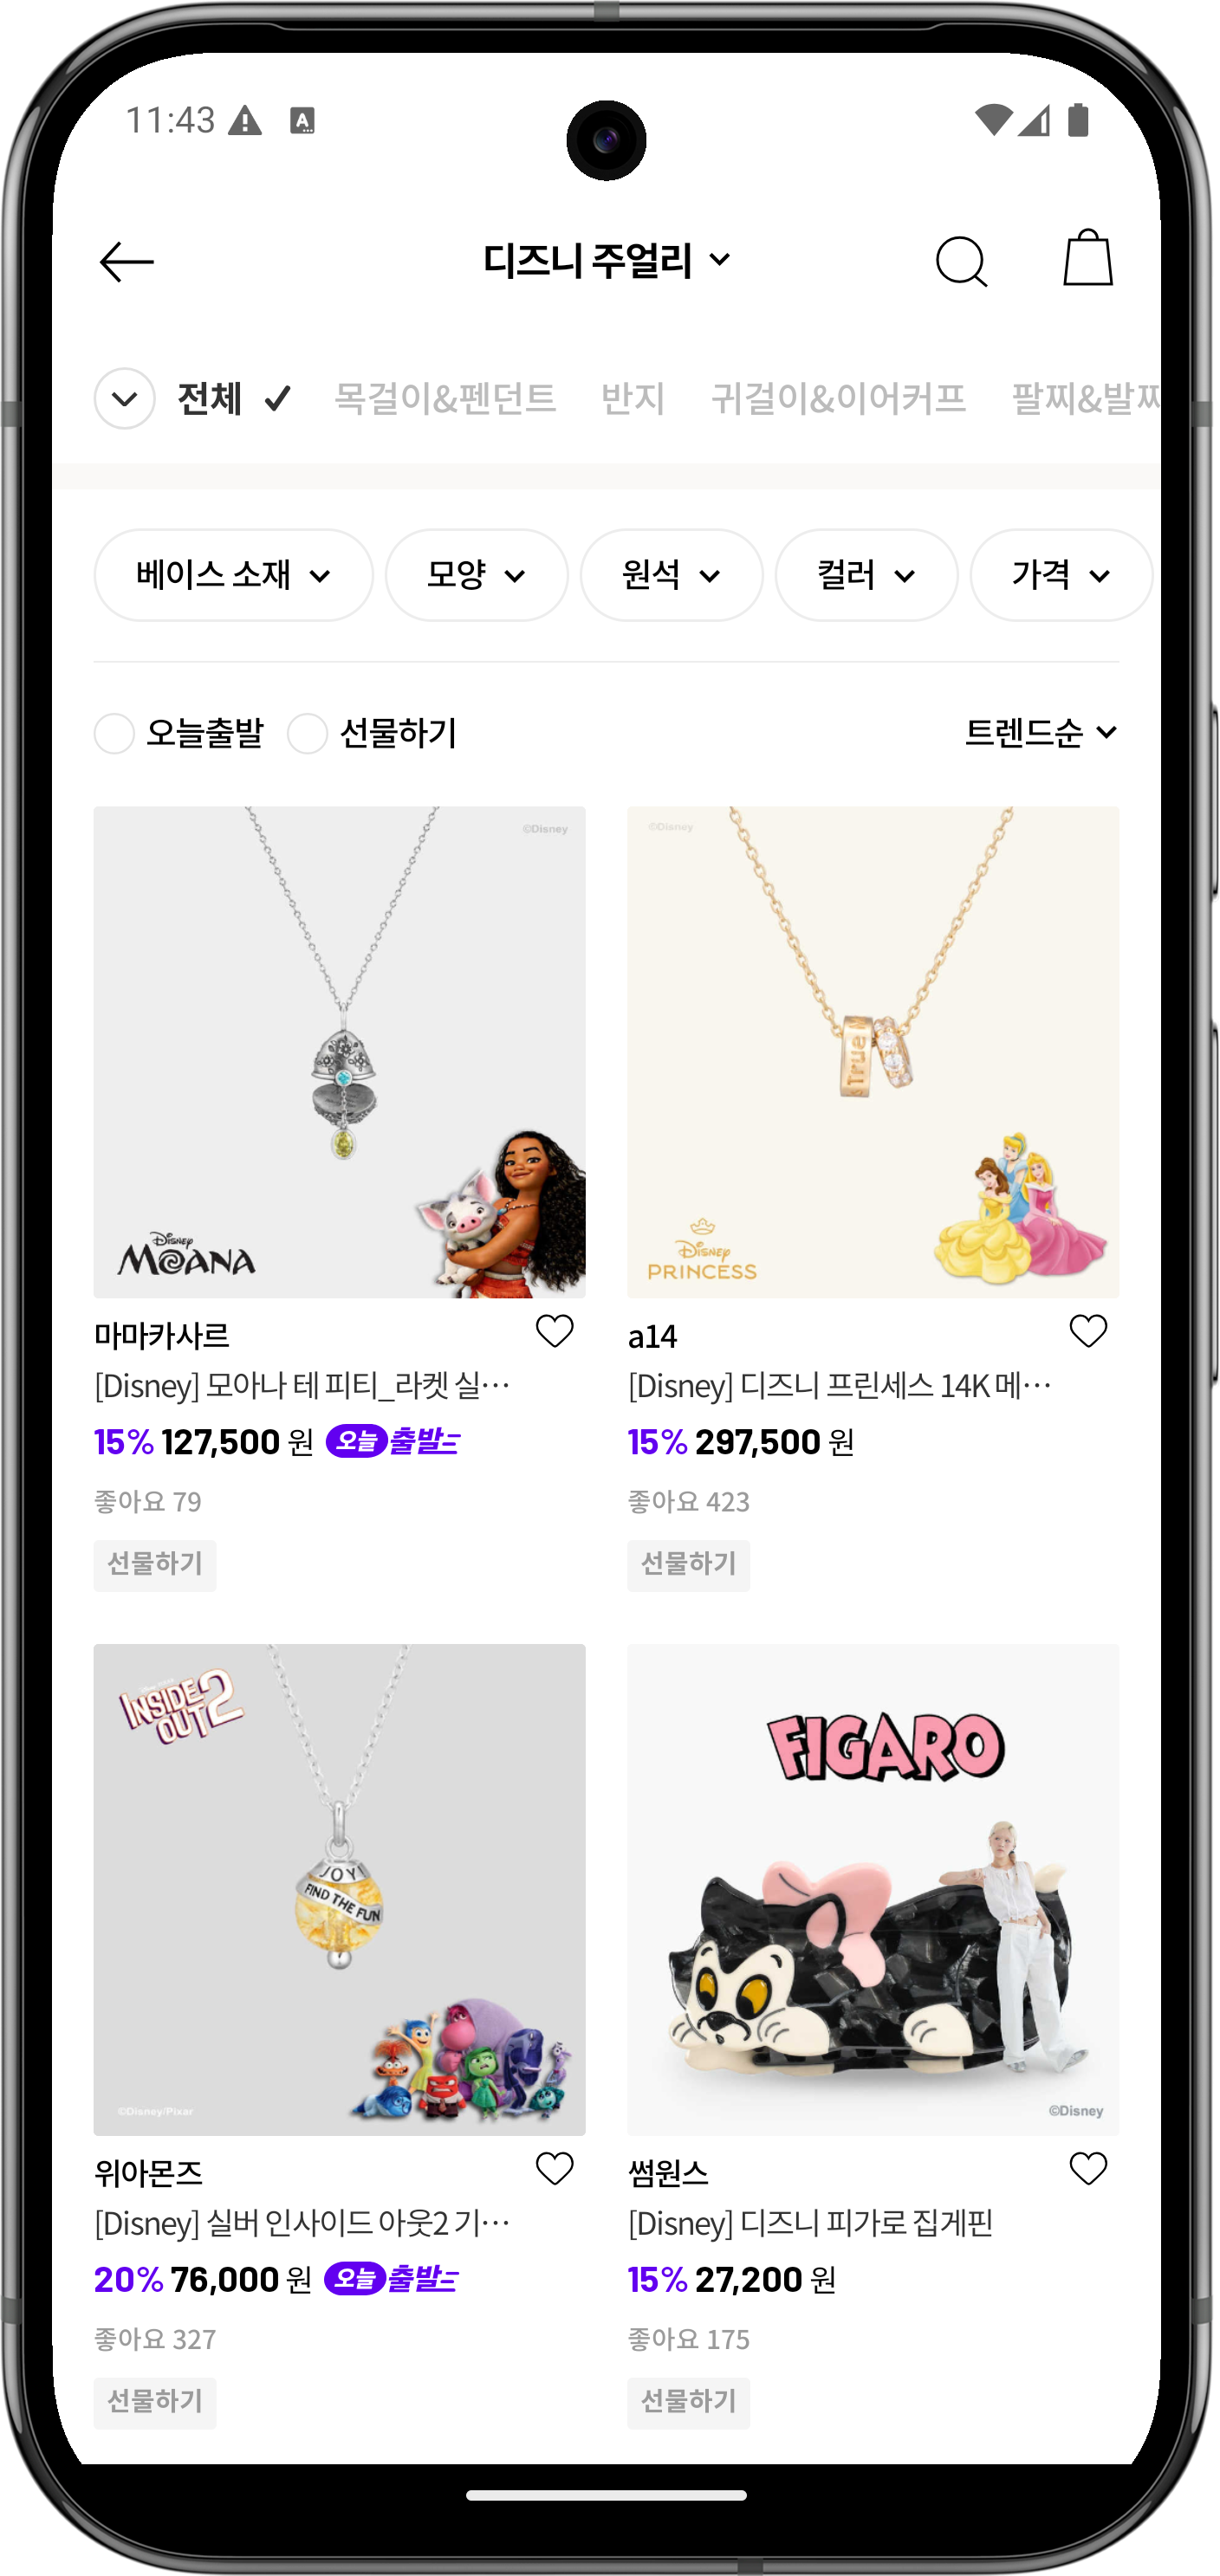 11:43
디즈니 주얼리
전체 목걸이&펜던트 반지 귀걸이&이어커프 팔찌&발찌
베이스 소재 모양 원석 컬러 가격
오늘출발 선물하기 트렌드순
©Disney
Disney
MOANA
마마카사르
[Disney] 모아나 테 피티_라켓 실…
15% 127,500 원 오늘출발
좋아요 79
선물하기
©Disney
True
Disney
PRINCESS
a14
[Disney] 디즈니 프린세스 14K 메…
15% 297,500 원
좋아요 423
선물하기
INSIDE
OUT 2
JOY!
FIND THE FUN
©Disney/Pixar
위아몬즈
[Disney] 실버 인사이드 아웃2 기…
20% 76,000 원 오늘출발
좋아요 327
선물하기
FIGARO
©Disney
썸원스
[Disney] 디즈니 피가로 집게핀
15% 27,200 원
좋아요 175
선물하기